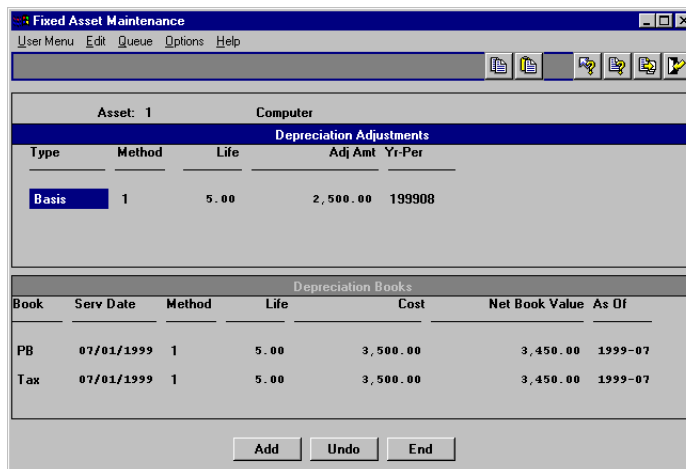 Fixed Asset Maintenance
User Menu Edit Queue Options Help
Asset: 1 Computer
Depreciation Adjustments
Type Method Life Adj Amt Yr-Per
Basis 1 5.00 2,500.00 199908
Depreciation Books
Book Serv Date Method Life Cost Net Book Value As Of
PB 07/01/1999 1 5.00 3,500.00 3,450.00 1999-07
Tax 07/01/1999 1 5.00 3,500.00 3,450.00 1999-07
Add Undo End